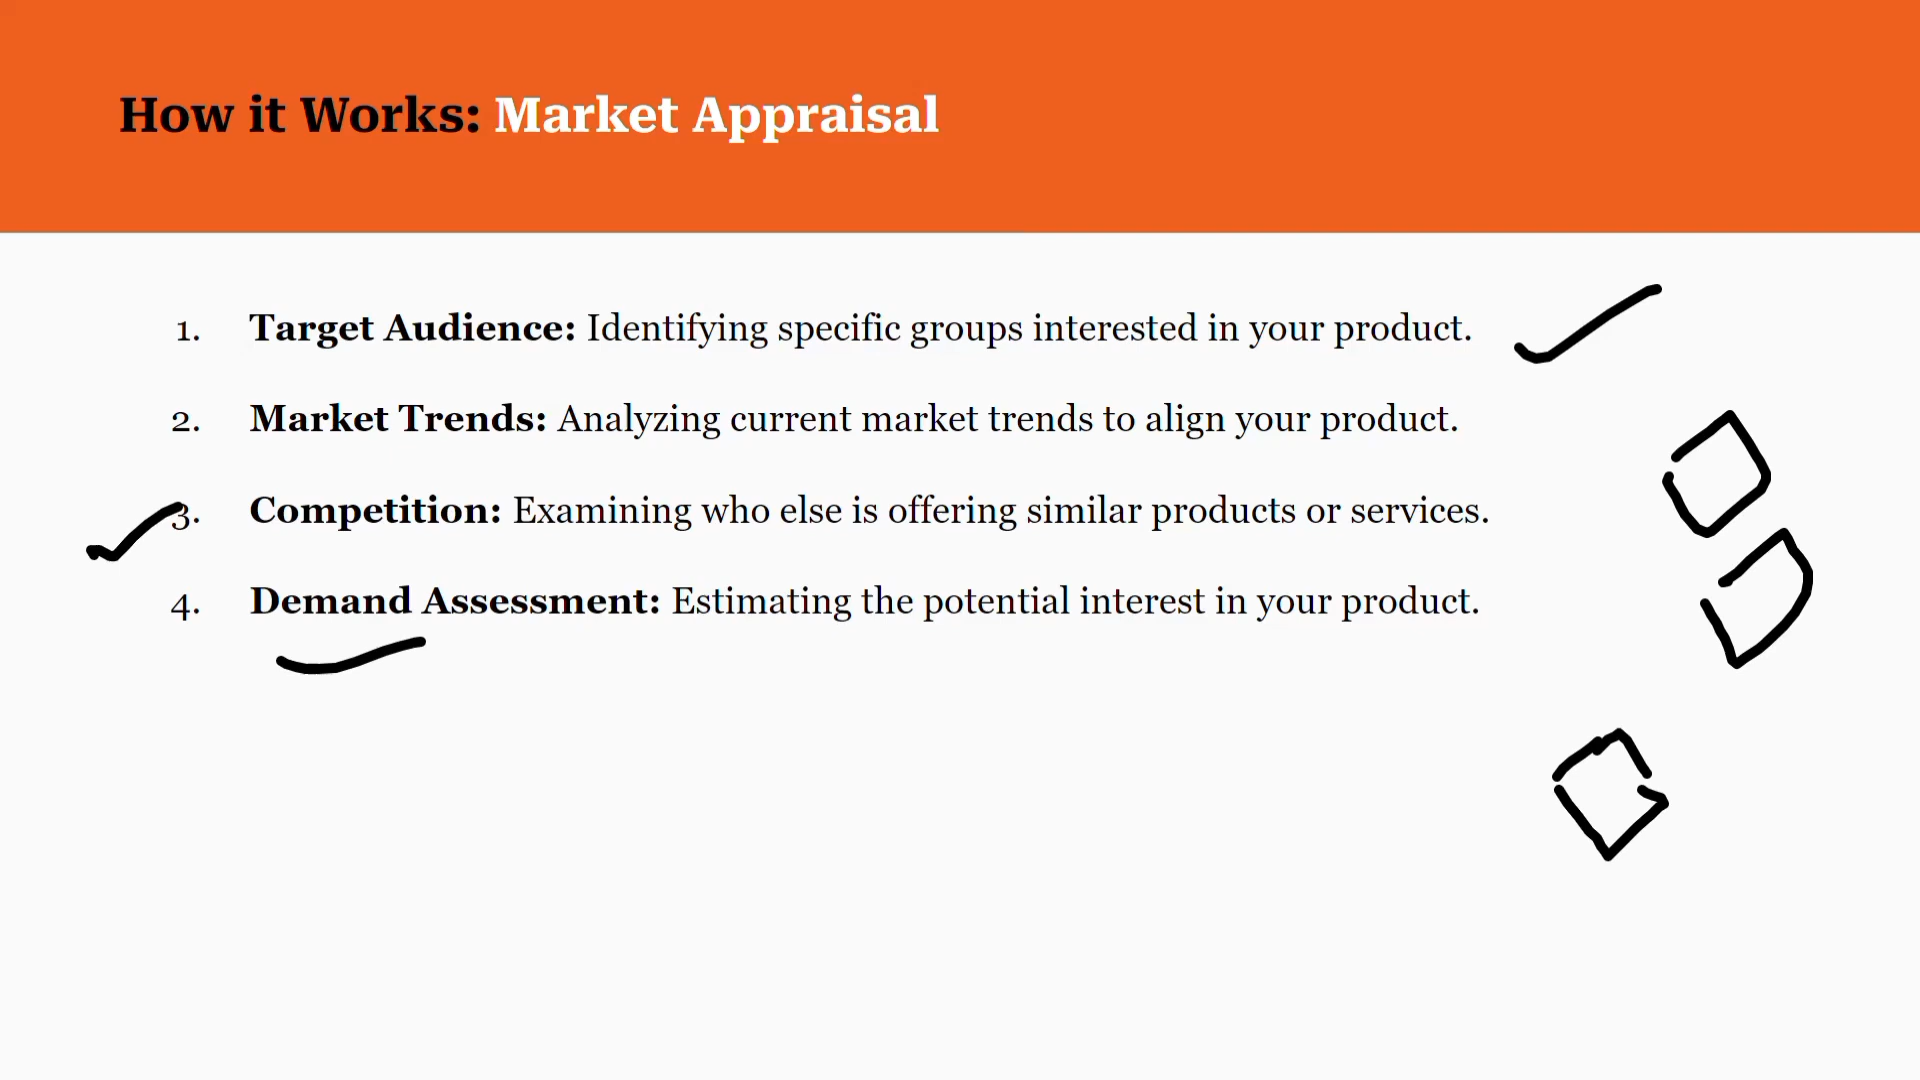 How it Works: Market Appraisal
1. Target Audience: Identifying specific groups interested in your product.
2. Market Trends: Analyzing current market trends to align your product.
3. Competition: Examining who else is offering similar products or services.
4. Demand Assessment: Estimating the potential interest in your product.